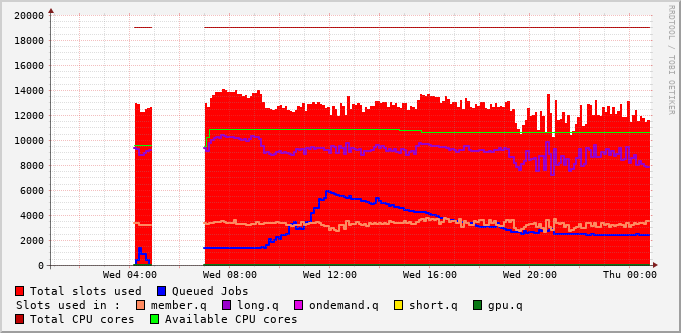 RRDTOOL / TOBI OETIKER
20000
18000
16000
14000
12000
10000
8000
6000
4000
2000
0
Wed 04:00 Wed 08:00 Wed 12:00 Wed 16:00 Wed 20:00 Thu 00:00
Total slots used Queued Jobs
Slots used in : member.q long.q ondemand.q short.q gpu.q
Total CPU cores Available CPU cores